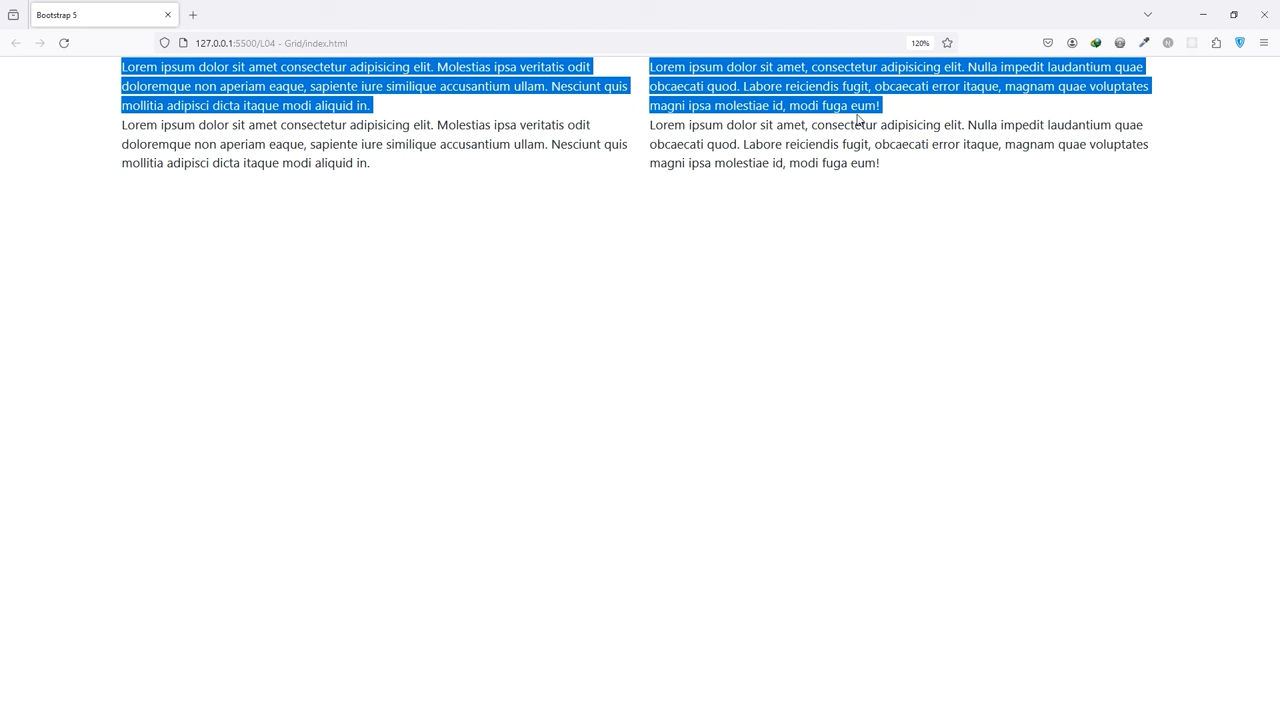 Bootstrap 5
127.0.0.1:5500/L04 - Grid/index.html
120%
Lorem ipsum dolor sit amet consectetur adipisicing elit. Molestias ipsa veritatis odit
doloremque non aperiam eaque, sapiente iure similique accusantium ullam. Nesciunt quis
mollitia adipisci dicta itaque modi aliquid in.
Lorem ipsum dolor sit amet, consectetur adipisicing elit. Nulla impedit laudantium quae
obcaecati quod. Labore reiciendis fugit, obcaecati error itaque, magnam quae voluptates
magni ipsa molestiae id, modi fuga eum!
Lorem ipsum dolor sit amet consectetur adipisicing elit. Molestias ipsa veritatis odit
doloremque non aperiam eaque, sapiente iure similique accusantium ullam. Nesciunt quis
mollitia adipisci dicta itaque modi aliquid in.
Lorem ipsum dolor sit amet, consectetur adipisicing elit. Nulla impedit laudantium quae
obcaecati quod. Labore reiciendis fugit, obcaecati error itaque, magnam quae voluptates
magni ipsa molestiae id, modi fuga eum!